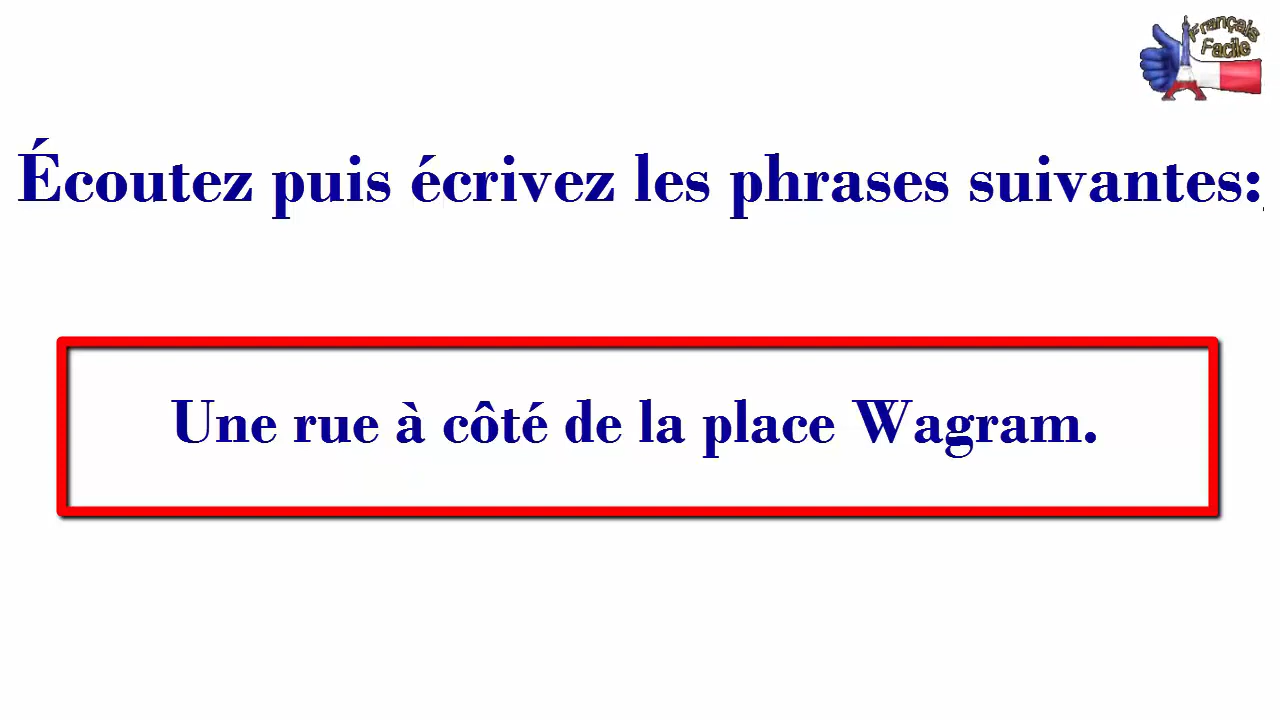 Français
Facile
Écoutez puis écrivez les phrases suivantes:
Une rue à côté de la place Wagram.